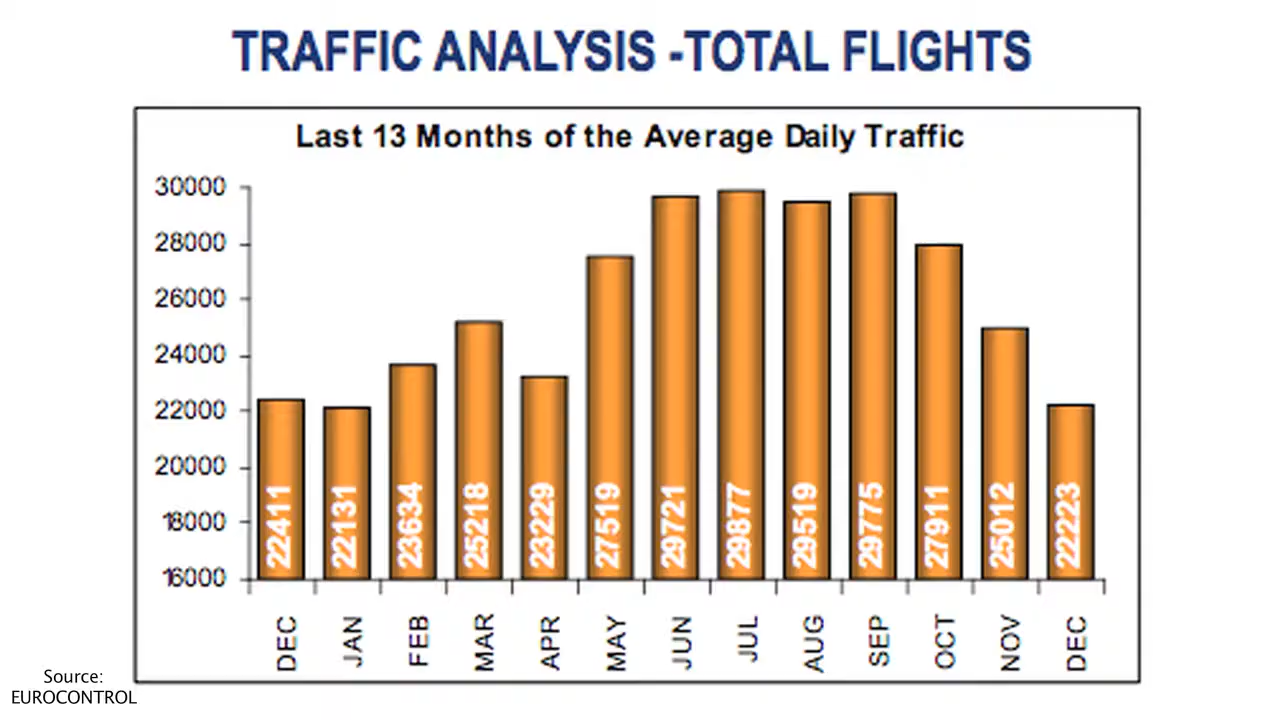 TRAFFIC ANALYSIS -TOTAL FLIGHTS
Last 13 Months of the Average Daily Traffic
30000
28000
26000
24000
22000
20000
18000
16000
22411
22131
23634
25218
23229
27519
29721
29877
29519
29775
27911
25012
22223
DEC
JAN
FEB
MAR
APR
MAY
JUN
JUL
AUG
SEP
OCT
NOV
DEC
Source:
EUROCONTROL